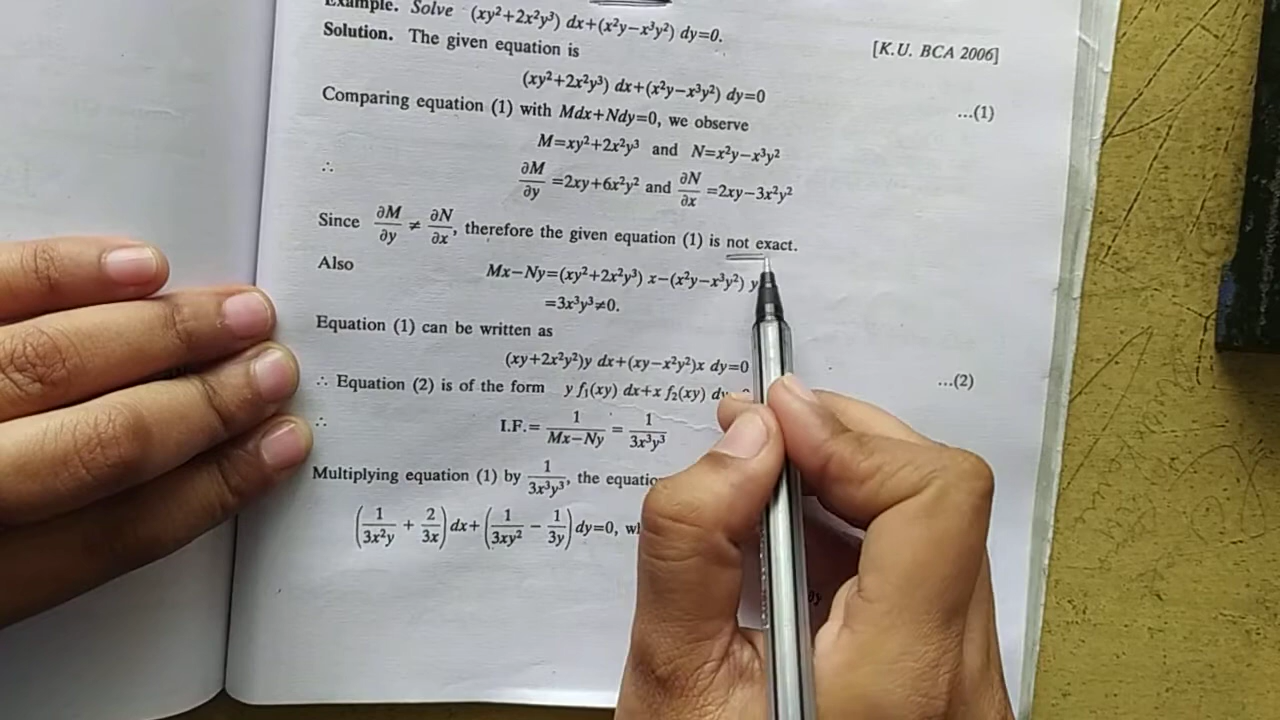 Example. Solve (xy²+2x²y³) dx+(x²y−x³y²) dy=0.
[K.U. BCA 2006]
Solution. The given equation is
(xy²+2x²y³) dx+(x²y−x³y²) dy=0 ...(1)
Comparing equation (1) with Mdx+Ndy=0, we observe
M=xy²+2x²y³ and N=x²y−x³y²
∴ ∂M/∂y =2xy+6x²y² and ∂N/∂x =2xy−3x²y²
Since ∂M/∂y ≠ ∂N/∂x, therefore the given equation (1) is not exact.
Also Mx−Ny=(xy²+2x²y³) x−(x²y−x³y²) y
=3x³y³≠0.
Equation (1) can be written as
(xy+2x²y²)y dx+(xy−x²y²)x dy=0 ...(2)
∴ Equation (2) is of the form y f₁(xy) dx+x f₂(xy) dy
∴ I.F.= 1/(Mx−Ny) = 1/(3x³y³)
Multiplying equation (1) by 1/(3x³y³), the
(1/(3x²y) + 2/(3x)) dx+ (1/(3xy²) − 1/(3y)) dy=0,